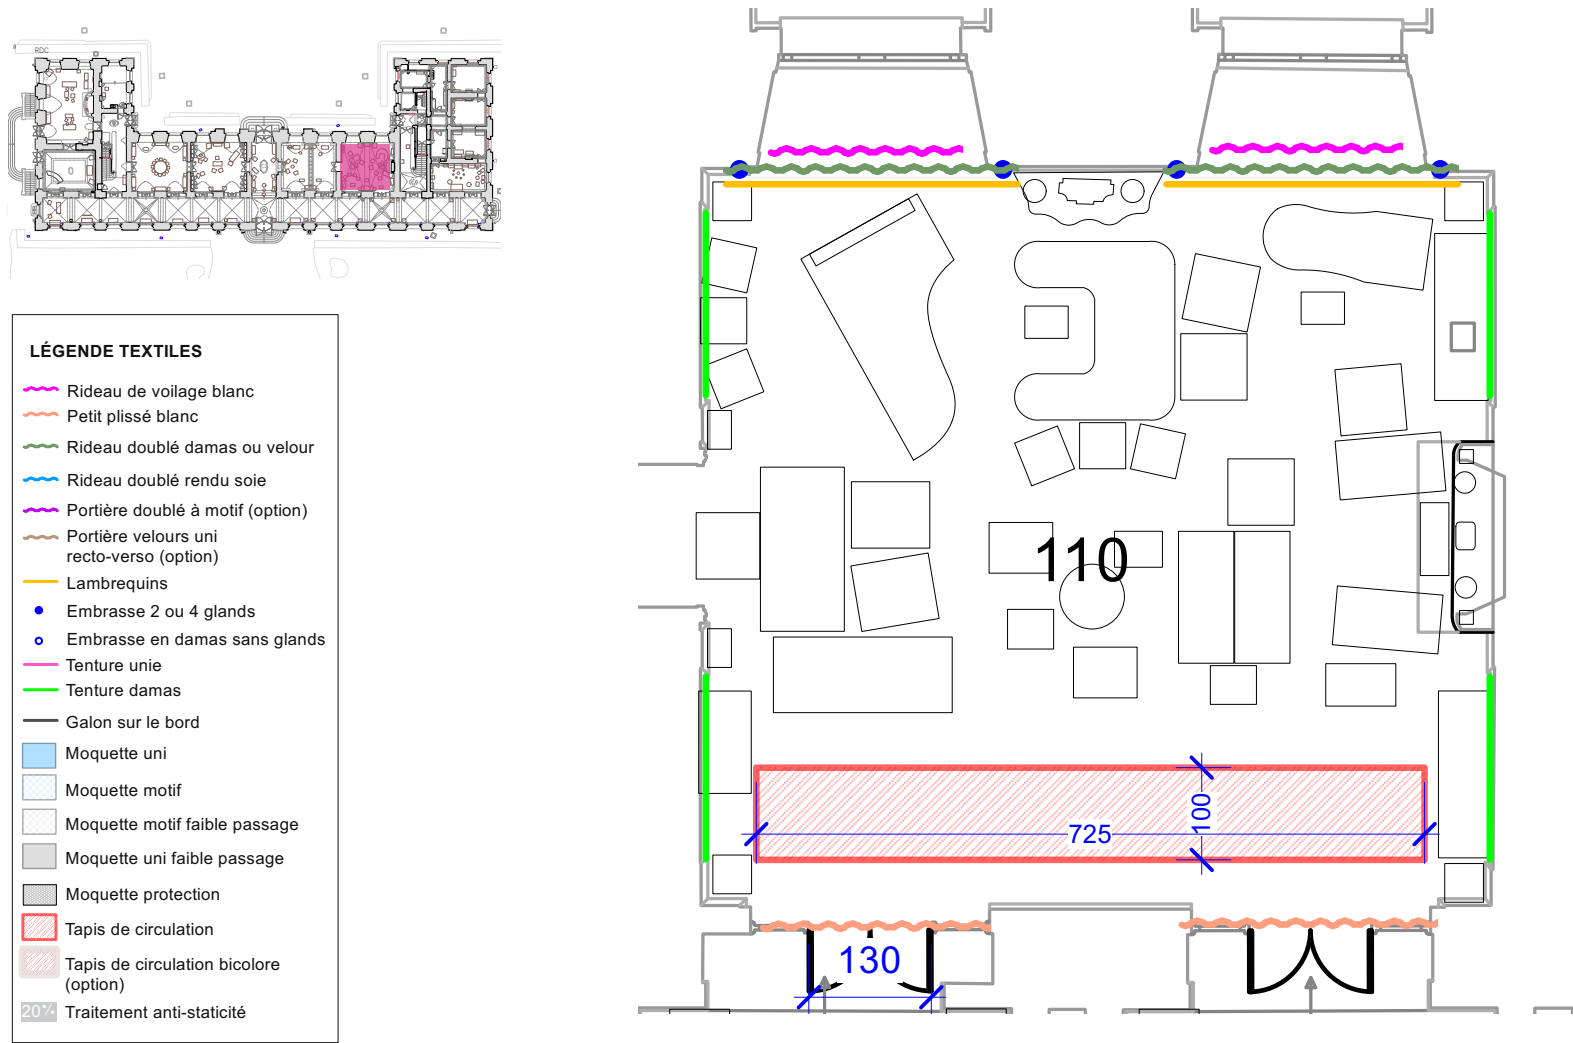 RDC
LÉGENDE TEXTILES
Rideau de voilage blanc
Petit plissé blanc
Rideau doublé damas ou velour
Rideau doublé rendu soie
Portière doublé à motif (option)
Portière velours uni
recto-verso (option)
Lambrequins
Embrasse 2 ou 4 glands
Embrasse en damas sans glands
Tenture unie
Tenture damas
Galon sur le bord
Moquette uni
Moquette motif
Moquette motif faible passage
Moquette uni faible passage
Moquette protection
Tapis de circulation
Tapis de circulation bicolore
(option)
20% Traitement anti-staticité
110
100
725
130